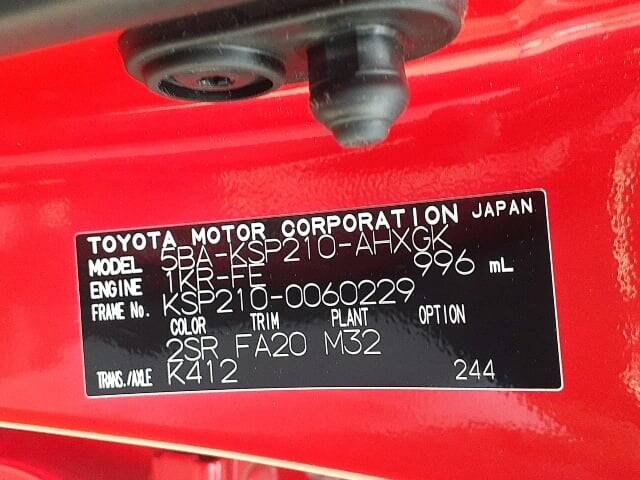 TOYOTA MOTOR CORPORATION JAPAN
MODEL 5BA-KSP210-AHXGK
ENGINE 1KR-FE 996 mL
FRAME No. KSP210-0060229
COLOR TRIM PLANT OPTION
2SR FA20 M32
TRANS./AXLE K412 244